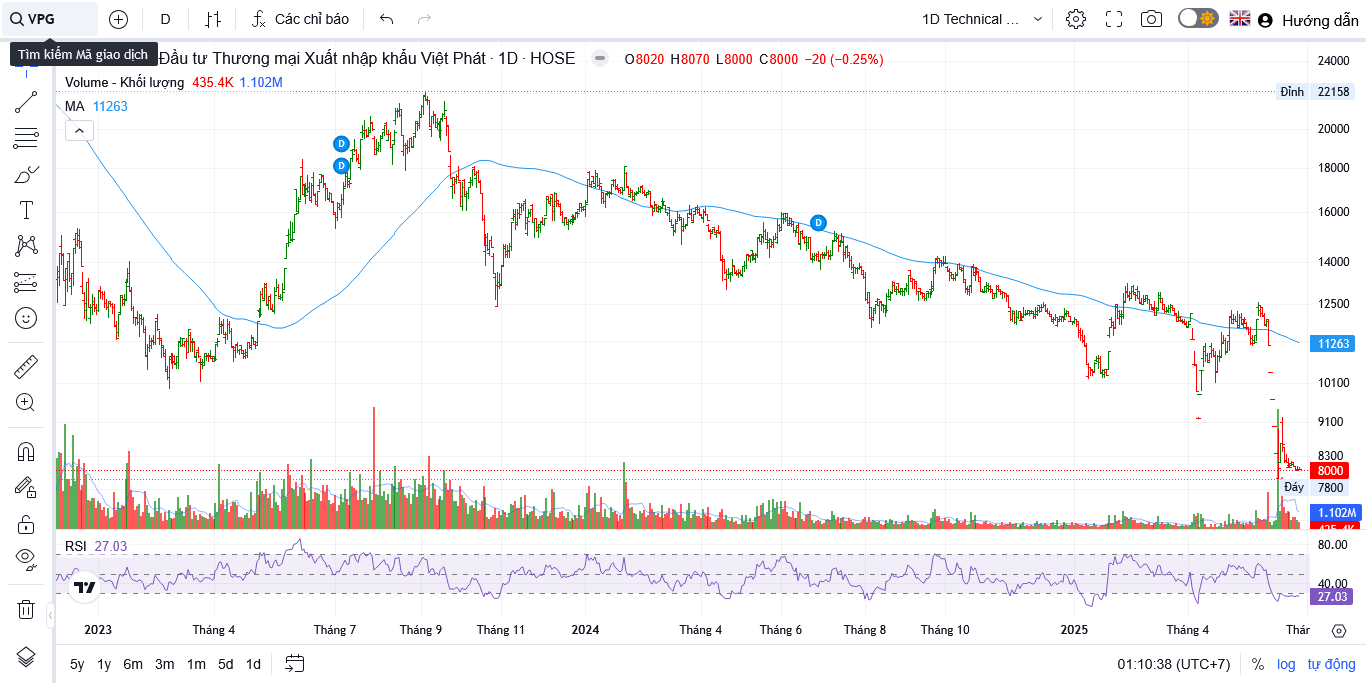 VPG
D
Các chỉ báo
1D Technical ...
Hướng dẫn
Tìm kiếm Mã giao dịch
Đầu tư Thương mại Xuất nhập khẩu Việt Phát · 1D · HOSE
O8020 H8070 L8000 C8000 −20 (−0.25%)
Volume - Khối lượng 435.4K 1.102M
MA 11263
24000
Đỉnh 22158
20000
18000
16000
14000
12500
11263
10100
9100
8300
8000
Đáy 7800
1.102M
435.4K
D
D
D
RSI 27.03
80.00
40.00
27.03
2023 Tháng 4 Tháng 7 Tháng 9 Tháng 11 2024 Tháng 4 Tháng 6 Tháng 8 Tháng 10 2025 Tháng 4 Thár
5y 1y 6m 3m 1m 5d 1d
01:10:38 (UTC+7) % log tự động